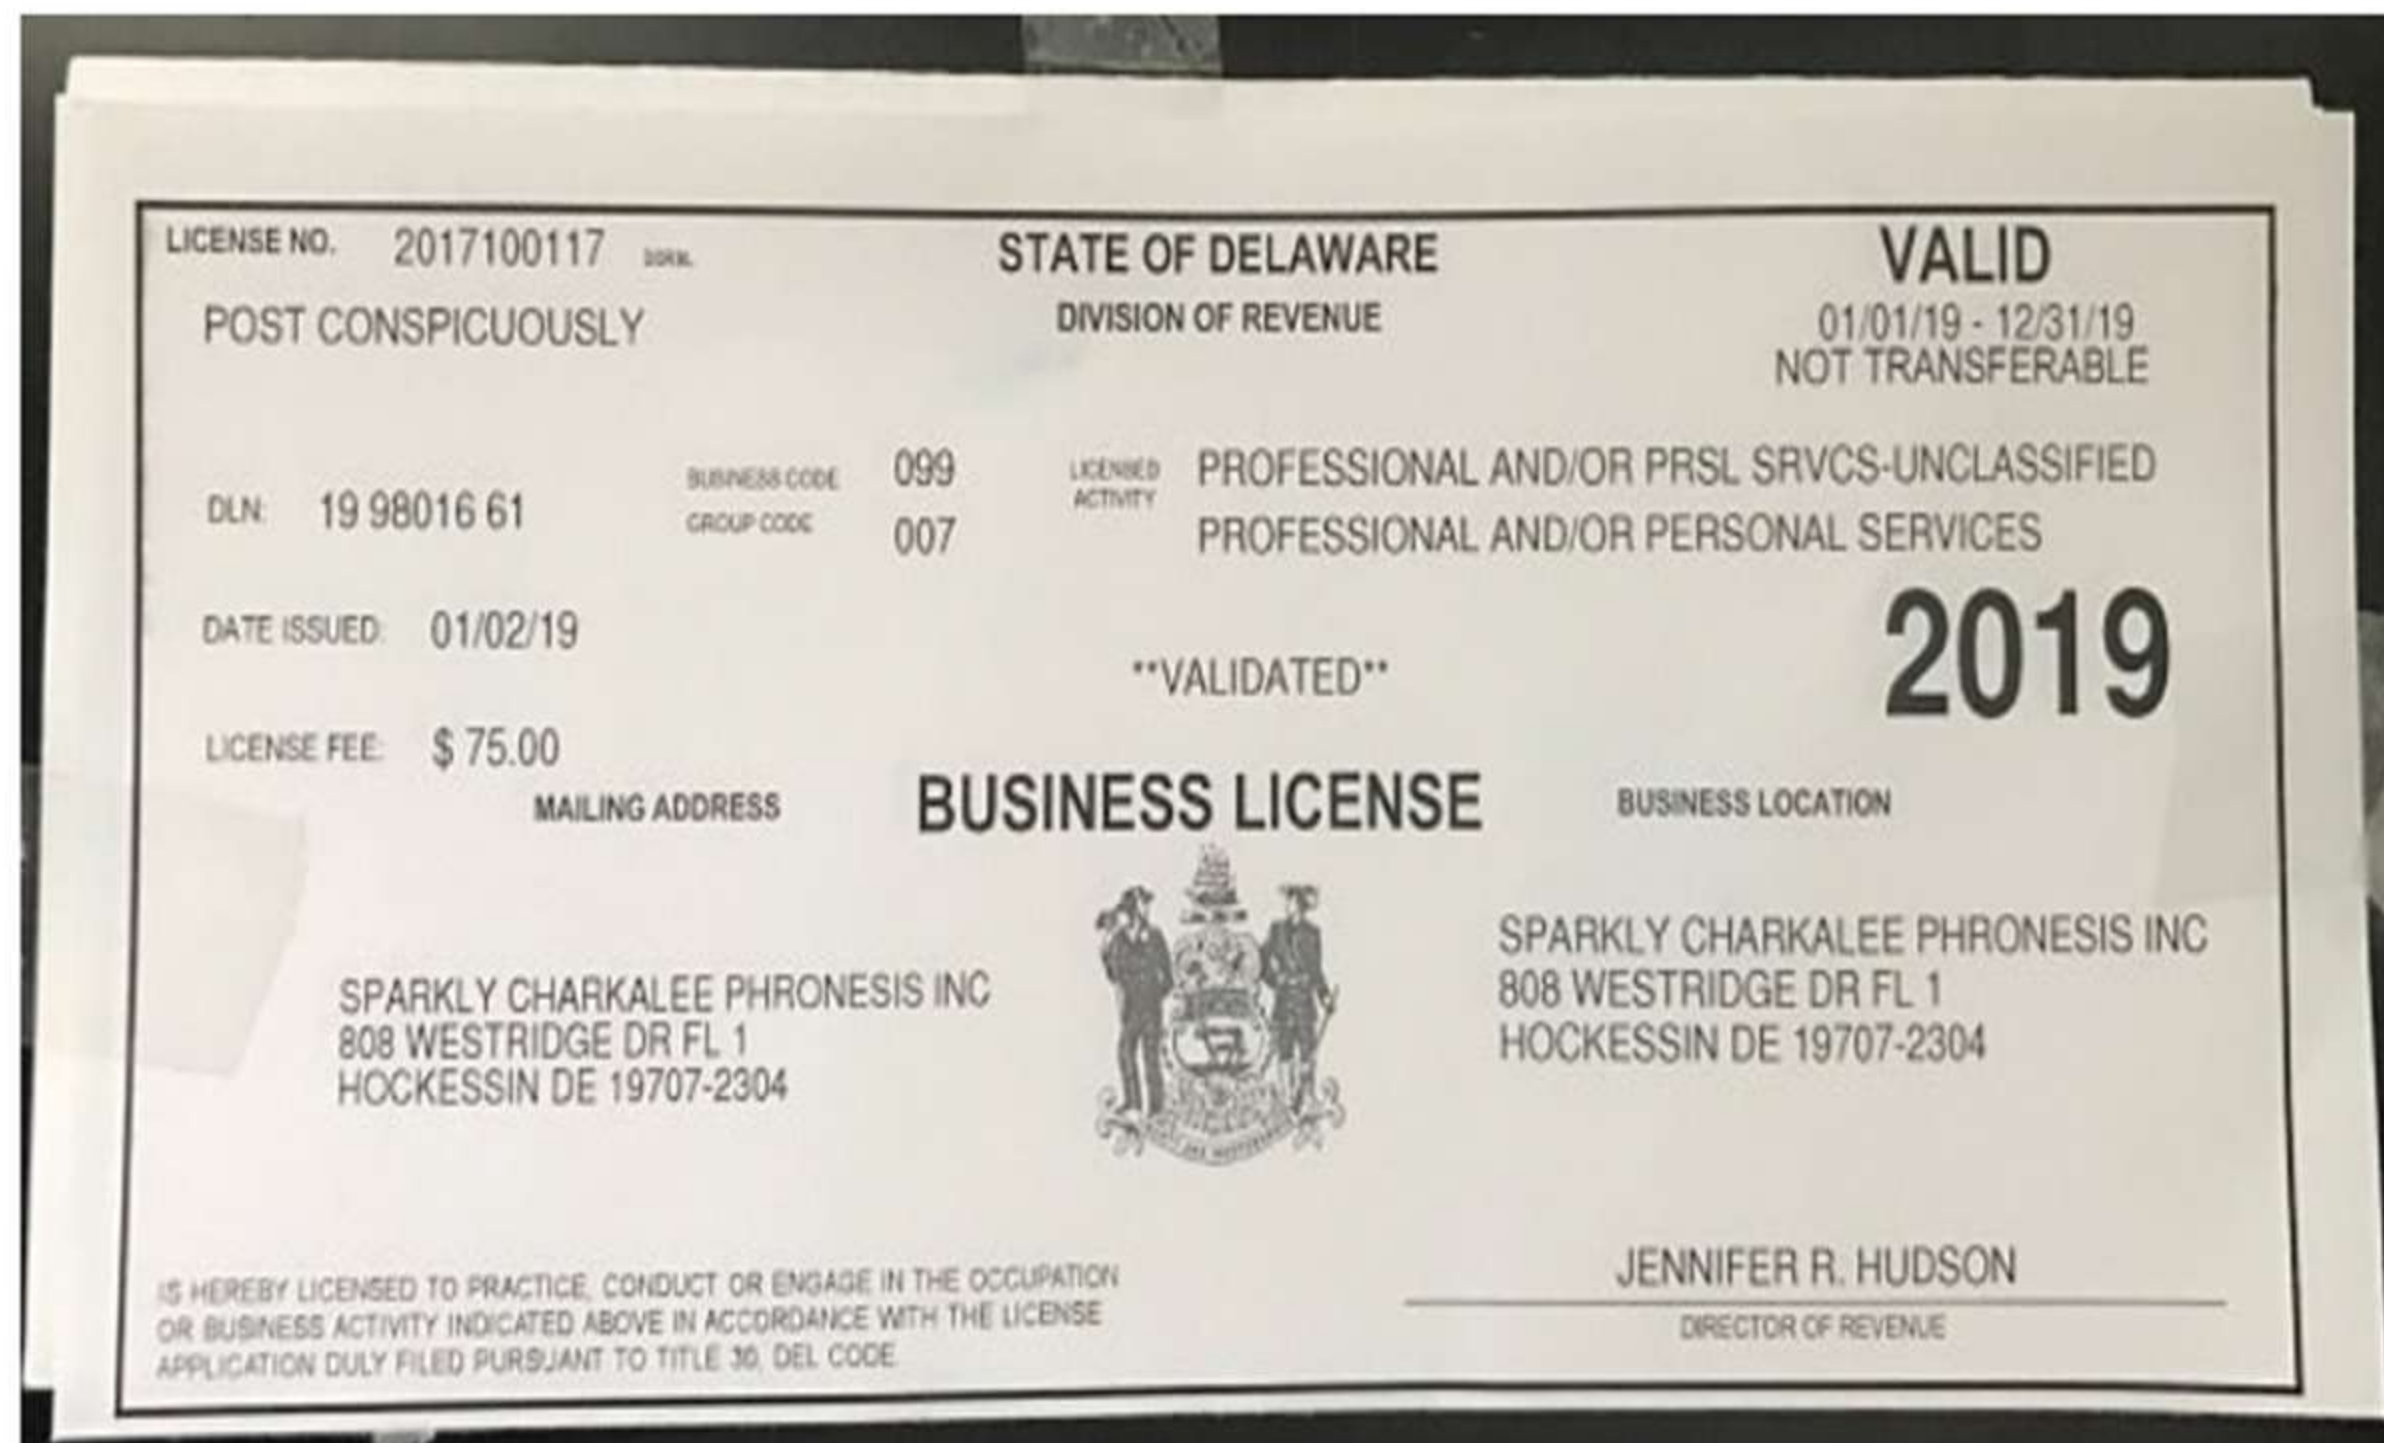 LICENSE NO. 2017100117
POST CONSPICUOUSLY
STATE OF DELAWARE
DIVISION OF REVENUE
VALID
01/01/19 - 12/31/19
NOT TRANSFERABLE
DLN: 19 98016 61
BUSINESS CODE 099
GROUP CODE 007
LICENSED
ACTIVITY
PROFESSIONAL AND/OR PRSL SRVCS-UNCLASSIFIED
PROFESSIONAL AND/OR PERSONAL SERVICES
DATE ISSUED: 01/02/19
**VALIDATED**
2019
LICENSE FEE: $ 75.00
MAILING ADDRESS
BUSINESS LICENSE
BUSINESS LOCATION
SPARKLY CHARKALEE PHRONESIS INC
808 WESTRIDGE DR FL 1
HOCKESSIN DE 19707-2304
SPARKLY CHARKALEE PHRONESIS INC
808 WESTRIDGE DR FL 1
HOCKESSIN DE 19707-2304
IS HEREBY LICENSED TO PRACTICE, CONDUCT OR ENGAGE IN THE OCCUPATION
OR BUSINESS ACTIVITY INDICATED ABOVE IN ACCORDANCE WITH THE LICENSE
APPLICATION DULY FILED PURSUANT TO TITLE 30, DEL CODE
JENNIFER R. HUDSON
DIRECTOR OF REVENUE